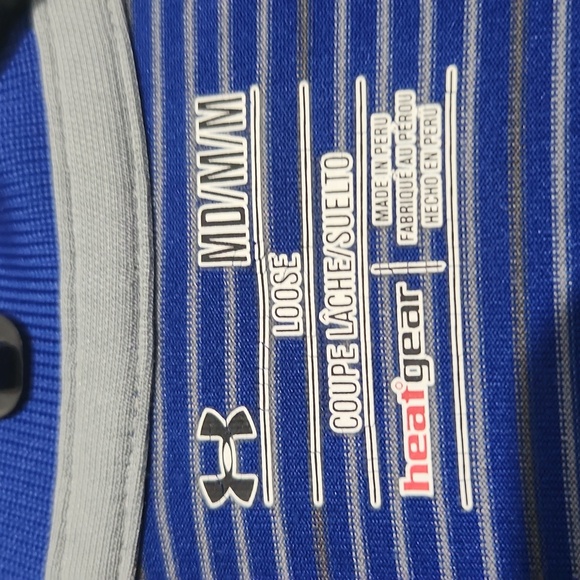 MD/M/M
LOOSE
COUPE LÂCHE/SUELTO
heatgear
MADE IN PERU
FABRIQUÉ AU PÉROU
HECHO EN PERÚ